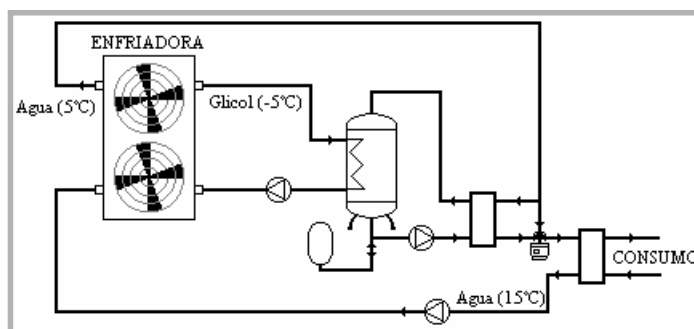 ENFRIADORA
Agua (5ºC)
Glicol (-5ºC)
CONSUMO
Agua (15ºC)